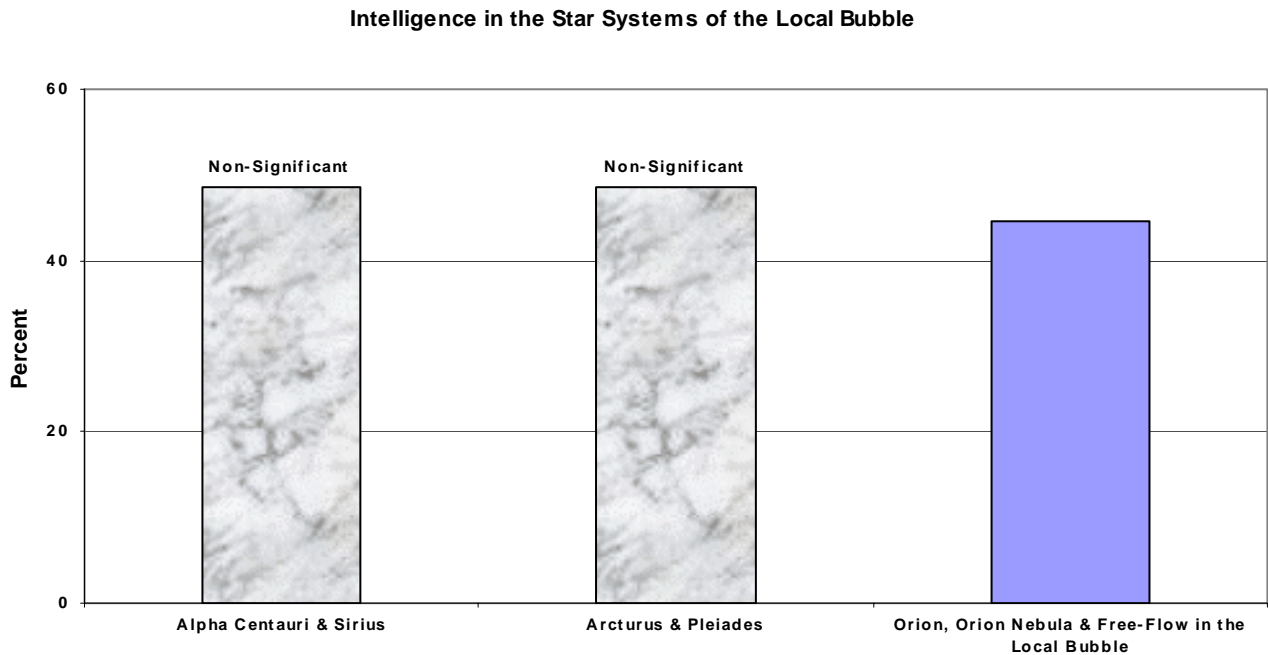 Intelligence in the Star Systems of the Local Bubble
60
Non-Significant Non-Significant
40
Percent
20
0
Alpha Centauri & Sirius Arcturus & Pleiades Orion, Orion Nebula & Free-Flow in the
Local Bubble